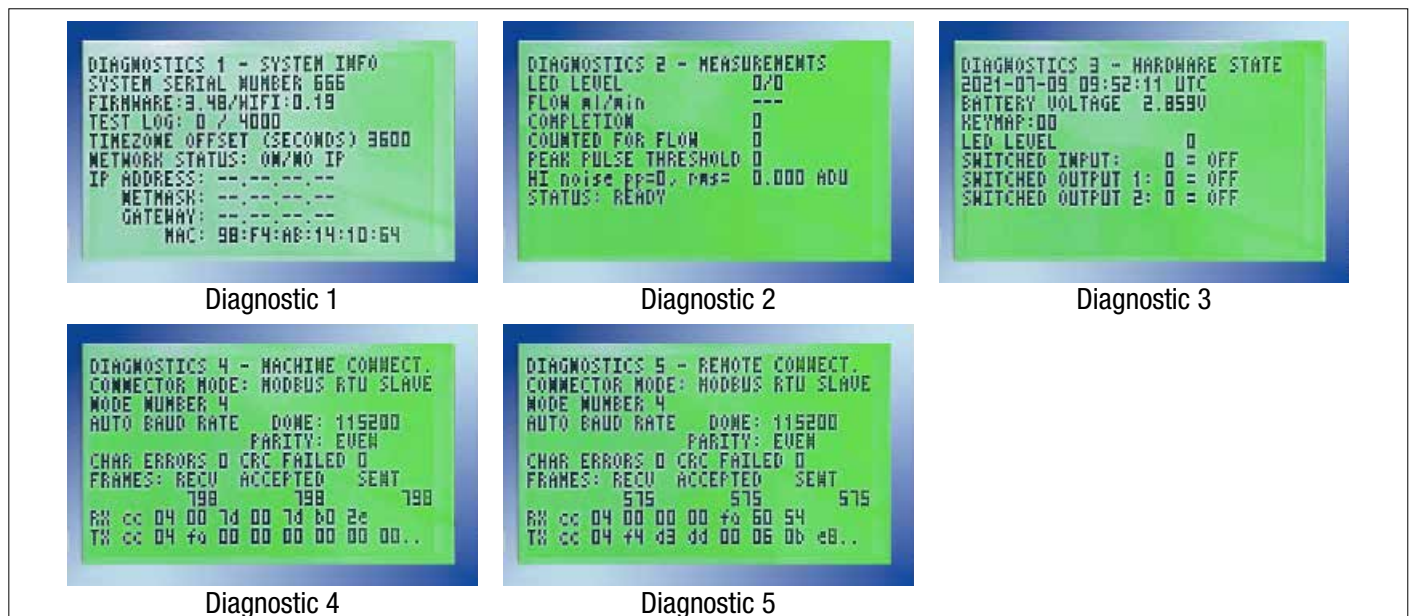 DIAGNOSTICS 1 - SYSTEM INFO
SYSTEM SERIAL NUMBER 666
FIRMWARE:3.48/WIFI:0.19
TEST LOG: 0 / 4000
TIMEZONE OFFSET (SECONDS) 3600
NETWORK STATUS: ON/NO IP
IP ADDRESS: --.--.--.--
NETMASK: --.--.--.--
GATEWAY: --.--.--.--
MAC: 98:F4:AB:14:10:64
Diagnostic 1
DIAGNOSTICS 2 - MEASUREMENTS
LED LEVEL 0/0
FLOW ml/min ---
COMPLETION 0
COUNTED FOR FLOW 0
PEAK PULSE THRESHOLD 0
HI noise pp=0, rms= 0.000 ADU
STATUS: READY
Diagnostic 2
DIAGNOSTICS 3 - HARDWARE STATE
2021-07-09 09:52:11 UTC
BATTERY VOLTAGE 2.859V
KEYMAP:00
LED LEVEL 0
SWITCHED INPUT: 0 = OFF
SWITCHED OUTPUT 1: 0 = OFF
SWITCHED OUTPUT 2: 0 = OFF
Diagnostic 3
DIAGNOSTICS 4 - MACHINE CONNECT.
CONNECTOR MODE: MODBUS RTU SLAVE
NODE NUMBER 4
AUTO BAUD RATE DONE: 115200
PARITY: EVEN
CHAR ERRORS 0 CRC FAILED 0
FRAMES: RECV ACCEPTED SENT
798 798 798
RX cc 04 00 7d 00 7d b0 2e
TX cc 04 fa 00 00 00 00 00 00 00..
Diagnostic 4
DIAGNOSTICS 5 - REMOTE CONNECT.
CONNECTOR MODE: MODBUS RTU SLAVE
NODE NUMBER 4
AUTO BAUD RATE DONE: 115200
PARITY: EVEN
CHAR ERRORS 0 CRC FAILED 0
FRAMES: RECV ACCEPTED SENT
575 575 575
RX cc 04 00 00 00 fa 60 54
TX cc 04 f4 d3 dd 00 06 0b e8..
Diagnostic 5